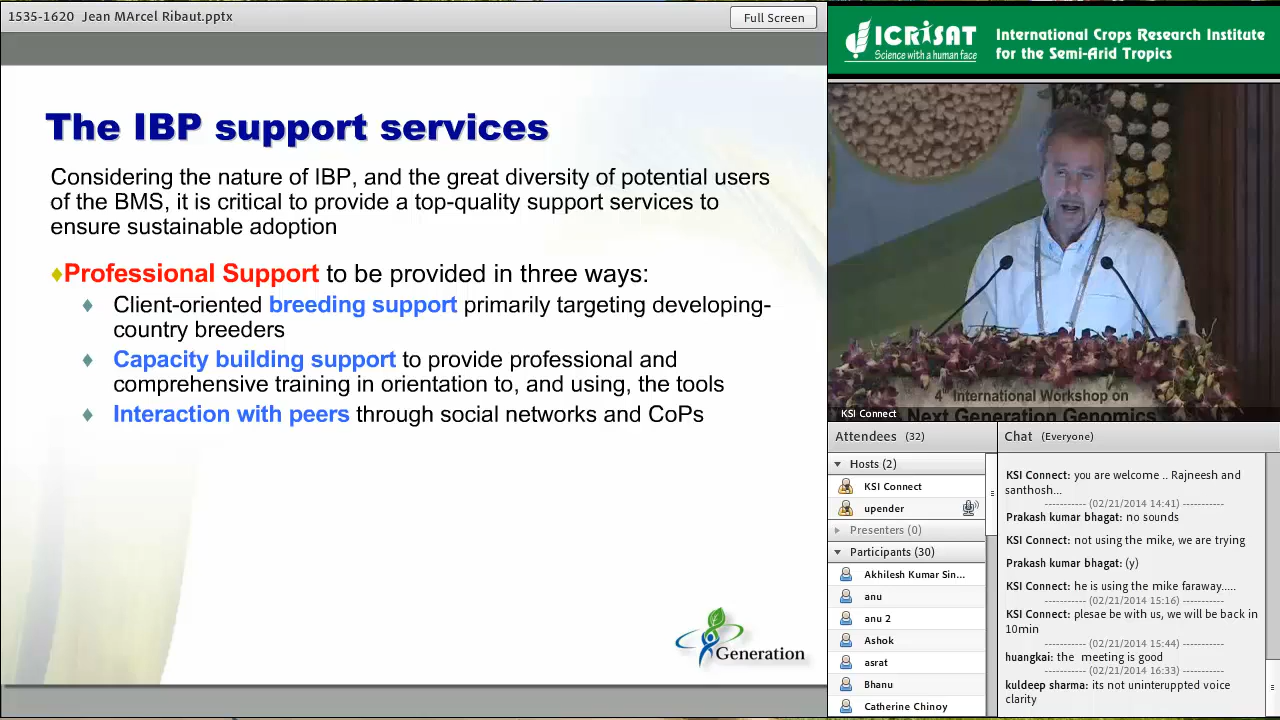 1535-1620 Jean MArcel Ribaut.pptx
Full Screen
The IBP support services
Considering the nature of IBP, and the great diversity of potential users
of the BMS, it is critical to provide a top-quality support services to
ensure sustainable adoption
Professional Support to be provided in three ways:
Client-oriented breeding support primarily targeting developing-
country breeders
Capacity building support to provide professional and
comprehensive training in orientation to, and using, the tools
Interaction with peers through social networks and CoPs
Generation
ICRISAT
Science with a human face
International Crops Research Institute
for the Semi-Arid Tropics
4th International Workshop on
Next Generation Genomics
KSI Connect
Attendees (32)
Hosts (2)
KSI Connect
upender
Presenters (0)
Participants (30)
Akhilesh Kumar Sin...
anu
anu 2
Ashok
asrat
Bhanu
Catherine Chinoy
Chat (Everyone)
KSI Connect: you are welcome .. Rajneesh and
santhosh...
----------- (02/21/2014 14:41) -----------
Prakash kumar bhagat: no sounds
KSI Connect: not using the mike, we are trying
Prakash kumar bhagat: (y)
KSI Connect: he is using the mike faraway.....
----------- (02/21/2014 15:16) -----------
KSI Connect: plesae be with us, we will be back in
10min
----------- (02/21/2014 15:44) -----------
huangkai: the meeting is good
----------- (02/21/2014 16:33) -----------
kuldeep sharma: its not uninteruppted voice
clarity